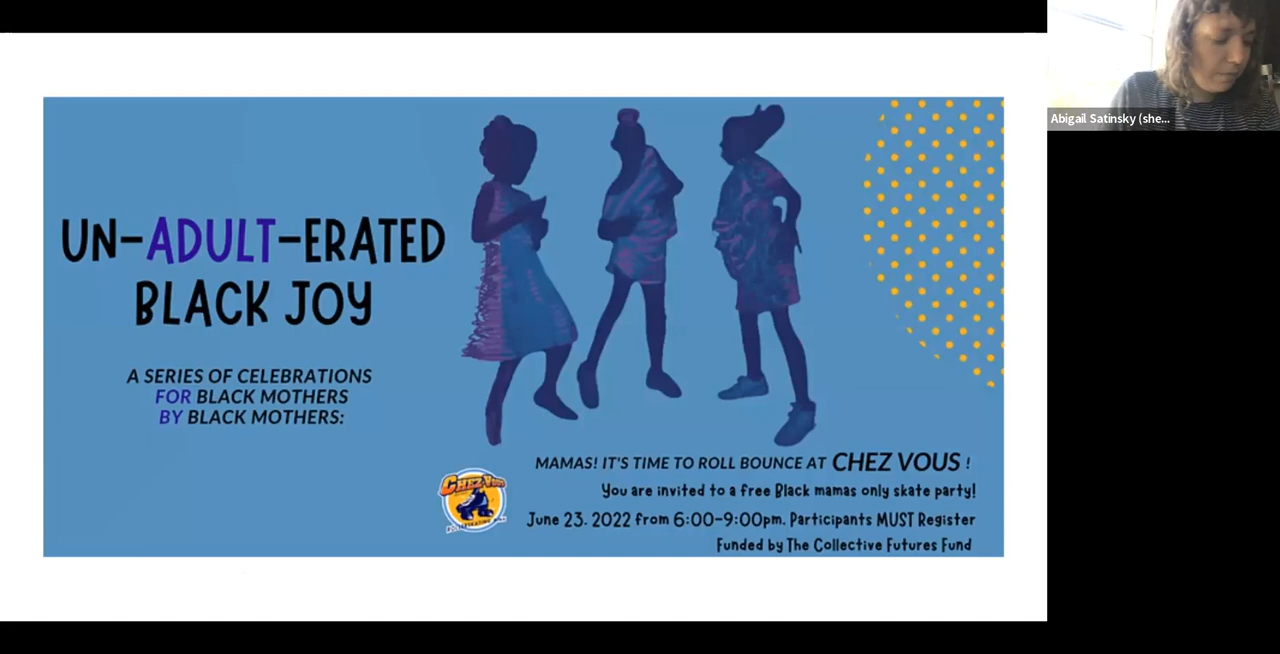 UN-ADULT-ERATED
BLACK JOY
A SERIES OF CELEBRATIONS
FOR BLACK MOTHERS
BY BLACK MOTHERS:
MAMAS! IT'S TIME TO ROLL BOUNCE AT CHEZ VOUS !
You are invited to a free Black mamas only skate party!
June 23, 2022 from 6:00-9:00pm. Participants MUST Register
Funded by The Collective Futures Fund
CHEZ-VOUS
Abigail Satinsky (she...